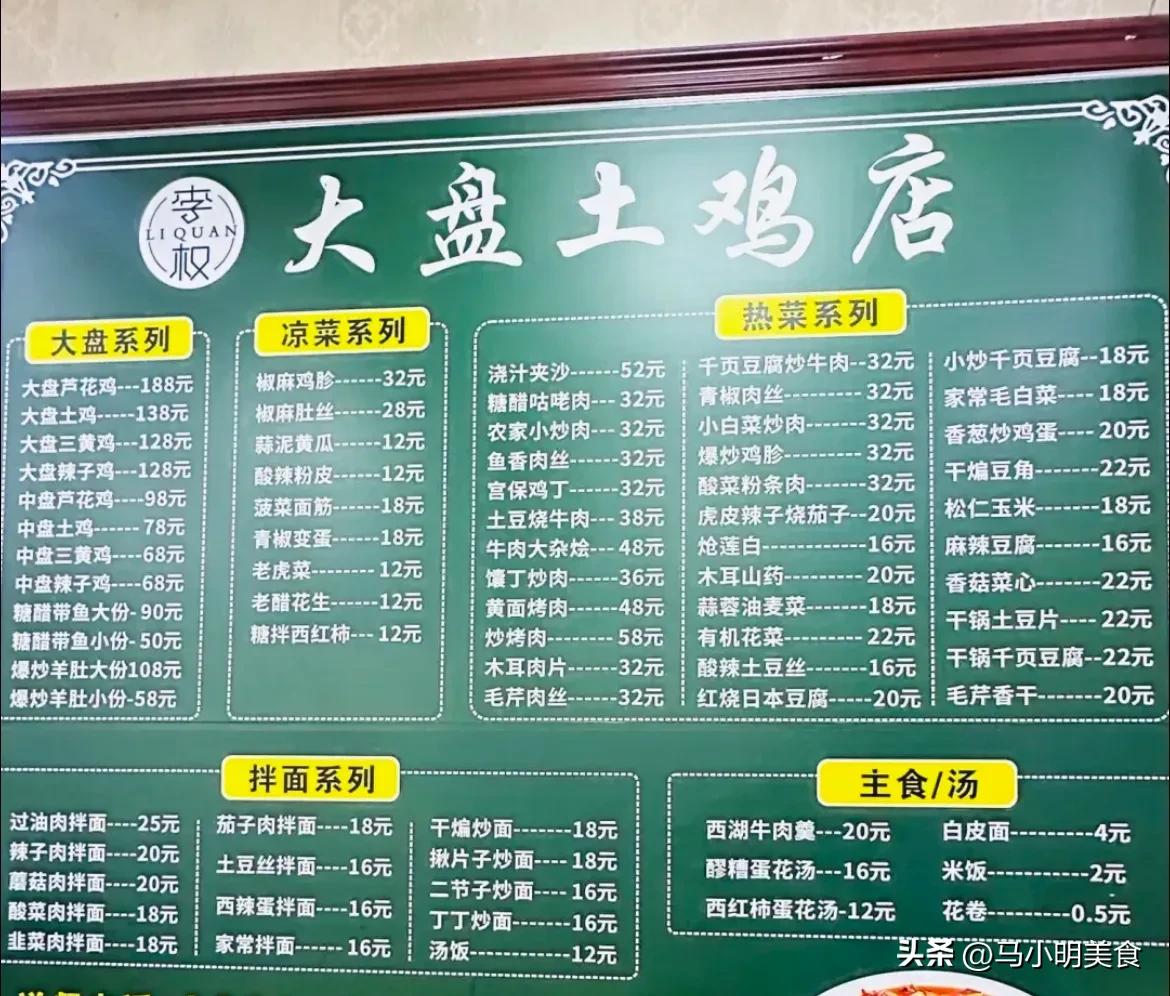 李
LI QUAN
权
大盘土鸡店
大盘系列
大盘芦花鸡---188元
大盘土鸡-----138元
大盘三黄鸡---128元
大盘辣子鸡---128元
中盘芦花鸡----98元
中盘土鸡------78元
中盘三黄鸡----68元
中盘辣子鸡----68元
糖醋带鱼大份-90元
糖醋带鱼小份-50元
爆炒羊肚大份108元
爆炒羊肚小份-58元
凉菜系列
椒麻鸡胗------32元
椒麻肚丝------28元
蒜泥黄瓜------12元
酸辣粉皮------12元
菠菜面筋------18元
青椒变蛋------18元
老虎菜--------12元
老醋花生------12元
糖拌西红柿---12元
热菜系列
浇汁夹沙-------52元
糖醋咕咾肉---32元
农家小炒肉---32元
鱼香肉丝------32元
宫保鸡丁------32元
土豆烧牛肉---38元
牛肉大杂烩---48元
馕丁炒肉------36元
黄面烤肉------48元
炒烤肉---------58元
木耳肉片------32元
毛芹肉丝------32元
千页豆腐炒牛肉--32元
青椒肉丝----------32元
小白菜炒肉-------32元
爆炒鸡胗----------32元
酸菜粉条肉-------32元
虎皮辣子烧茄子--20元
炝莲白-------------16元
木耳山药----------20元
蒜蓉油麦菜-------18元
有机花菜----------22元
酸辣土豆丝-------16元
红烧日本豆腐-----20元
小炒千页豆腐--18元
家常毛白菜----18元
香葱炒鸡蛋----20元
干煸豆角-------22元
松仁玉米-------18元
麻辣豆腐-------16元
香菇菜心-------22元
干锅土豆片----22元
干锅千页豆腐--22元
毛芹香干-------20元
拌面系列
过油肉拌面----25元
辣子肉拌面----20元
蘑菇肉拌面----20元
酸菜肉拌面----18元
韭菜肉拌面----18元
茄子肉拌面----18元
土豆丝拌面----16元
西辣蛋拌面----16元
家常拌面------16元
干煸炒面-------18元
揪片子炒面----18元
二节子炒面----16元
丁丁炒面-------16元
汤饭-----------12元
主食/汤
西湖牛肉羹---20元
醪糟蛋花汤---16元
西红柿蛋花汤-12元
白皮面---------4元
米饭-----------2元
花卷---------0.5元
头条 @马小明美食